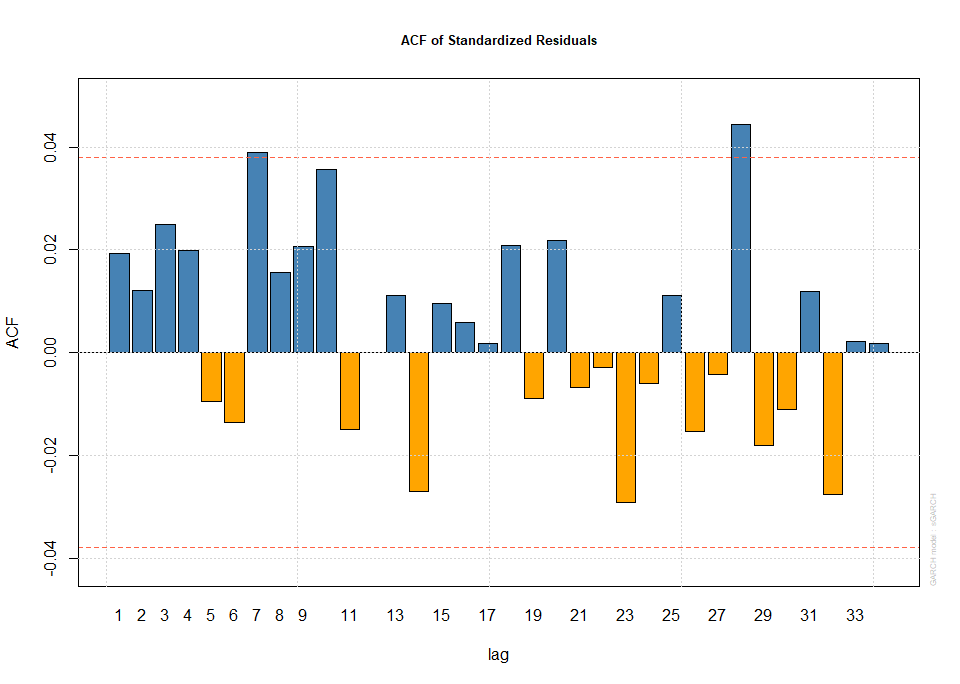 ACF of Standardized Residuals
0.04
0.02
0.00
-0.02
-0.04
ACF
1 2 3 4 5 6 7 8 9 11 13 15 17 19 21 23 25 27 29 31 33
lag
GARCH model : sGARCH